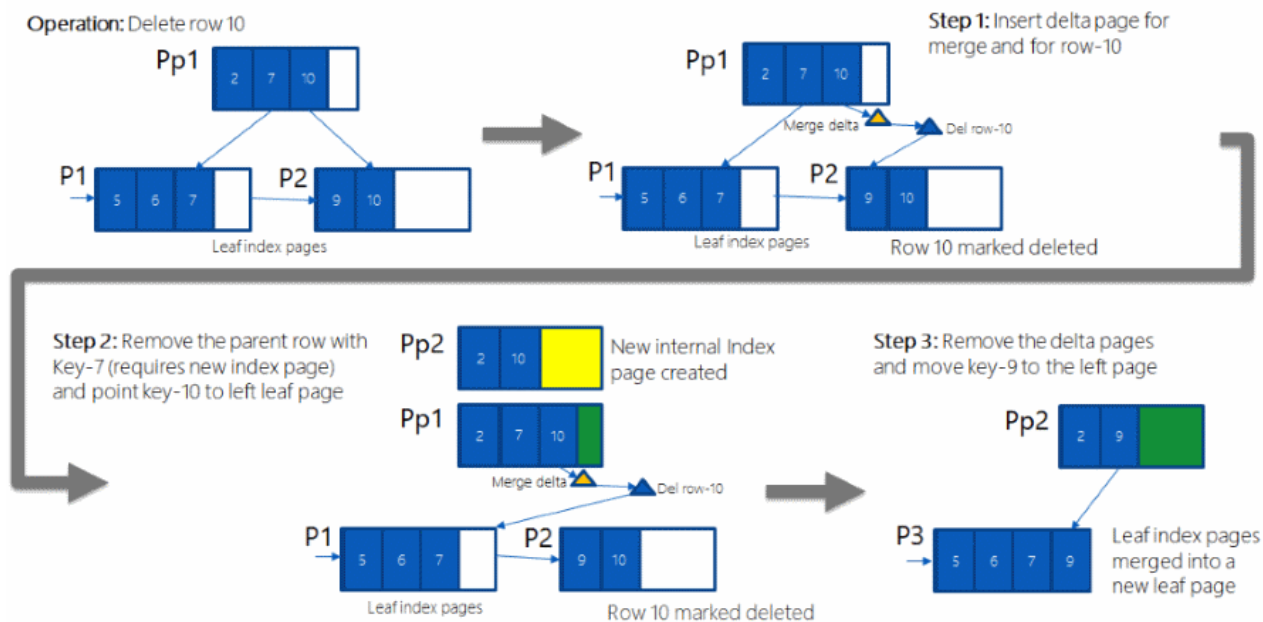 Operation: Delete row 10
Pp1
2 7 10
P1
5 6 7
P2
9 10
Leaf index pages
Step 1: Insert delta page for
merge and for row-10
Pp1
2 7 10
Merge delta
Del row-10
P1
5 6 7
P2
9 10
Leaf index pages
Row 10 marked deleted
Step 2: Remove the parent row with
Key-7 (requires new index page)
and point key-10 to left leaf page
Pp2
2 10
New internal Index
page created
Pp1
2 7 10
Merge delta
Del row-10
P1
5 6 7
P2
9 10
Leaf index pages
Row 10 marked deleted
Step 3: Remove the delta pages
and move key-9 to the left page
Pp2
2 9
P3
5 6 7 9
Leaf index pages
merged into a
new leaf page